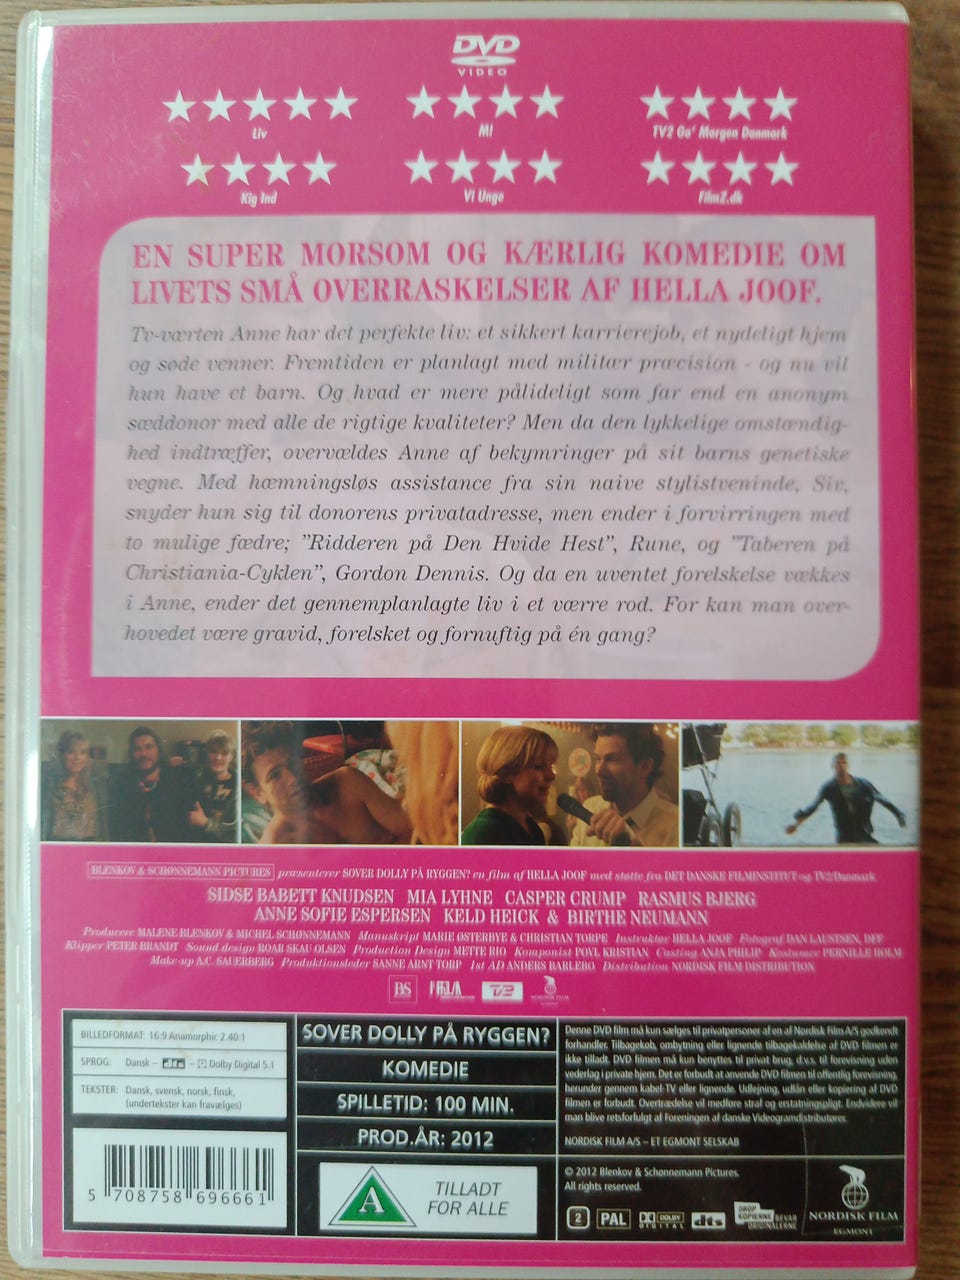 DVD
VIDEO
Liv
MI
TV2 Go' Morgen Danmark
Kig Ind
Vi Unge
FilmZ.dk
EN SUPER MORSOM OG KÆRLIG KOMEDIE OM
LIVETS SMÅ OVERRASKELSER AF HELLA JOOF.
Tv-værten Anne har det perfekte liv: et sikkert karrierejob, et nydeligt hjem
og søde venner. Fremtiden er planlagt med militær præcision - og nu vil
hun have et barn. Og hvad er mere pålideligt som far end en anonym
sæddonor med alle de rigtige kvaliteter? Men da den lykkelige omstændig-
hed indtræffer, overvældes Anne af bekymringer på sit barns genetiske
vegne. Med hæmningsløs assistance fra sin naive stylistveninde, Siv,
snyder hun sig til donorens privatadresse, men ender i forvirringen med
to mulige fædre; "Ridderen på Den Hvide Hest", Rune, og "Taberen på
Christiania-Cyklen", Gordon Dennis. Og da en uventet forelskelse vækkes
i Anne, ender det gennemplanlagte liv i et værre rod. For kan man over-
hovedet være gravid, forelsket og fornuftig på én gang?
BLENKOV & SCHØNNEMANN PICTURES præsenterer SOVER DOLLY PÅ RYGGEN? en film af HELLA JOOF med støtte fra DET DANSKE FILMINSTITUT og TV2/Danmark
SIDSE BABETT KNUDSEN MIA LYHNE CASPER CRUMP RASMUS BJERG
ANNE SOFIE ESPERSEN KELD HEICK & BIRTHE NEUMANN
Producere MALENE BLENKOV & MICHEL SCHØNNEMANN Manuskript MARIE ØSTERBYE & CHRISTIAN TORPE Instruktør HELLA JOOF Fotograf DAN LAUSTSEN, DFF
Klipper PETER BRANDT Sound design ROAR SKAU OLSEN Production Design METTE RIO Komponist POVL KRISTIAN Casting ANJA PHILIP Kostumer PERNILLE HOLM
Make-up A.C. SAUERBERG Produktionsleder SANNE ARNT TORP 1st AD ANDERS BARLEBO Distribution NORDISK FILM DISTRIBUTION
BS
TV2
NORDISK FILM
BILLEDFORMAT: 16:9 Anamorphic 2.40:1
SPROG: Dansk – dts – Dolby Digital 5.1
TEKSTER: Dansk, svensk, norsk, finsk,
(undertekster kan fravælges)
5 708758 696661
SOVER DOLLY PÅ RYGGEN?
KOMEDIE
SPILLETID: 100 MIN.
PROD.ÅR: 2012
A
TILLADT
FOR ALLE
Denne DVD film må kun sælges til privatpersoner af en af Nordisk Film A/S godkendt
forhandler. Tilbagekøb, ombytning eller lignende tilbagekaldelse af DVD filmen er
ikke tilladt. DVD filmen må kun benyttes til privat brug, d.v.s. til forevisning uden
vederlag i private hjem. Det er forbudt at anvende DVD filmen til offentlig forevisning,
herunder gennem kabel-TV eller lignende. Udlejning, udlån eller kopiering af DVD
filmen er forbudt. Overtrædelse vil medføre straf og erstatningspligt. Endvidere vil
man blive retsforfulgt af Foreningen af danske Videogramdistributører.
NORDISK FILM A/S – ET EGMONT SELSKAB
© 2012 Blenkov & Schønnemann Pictures.
All rights reserved.
2
PAL
DOLBY
DIGITAL
dts
DROP
KOPIERNE
BEVAR
ORIGINALERNE
NORDISK FILM
EGMONT